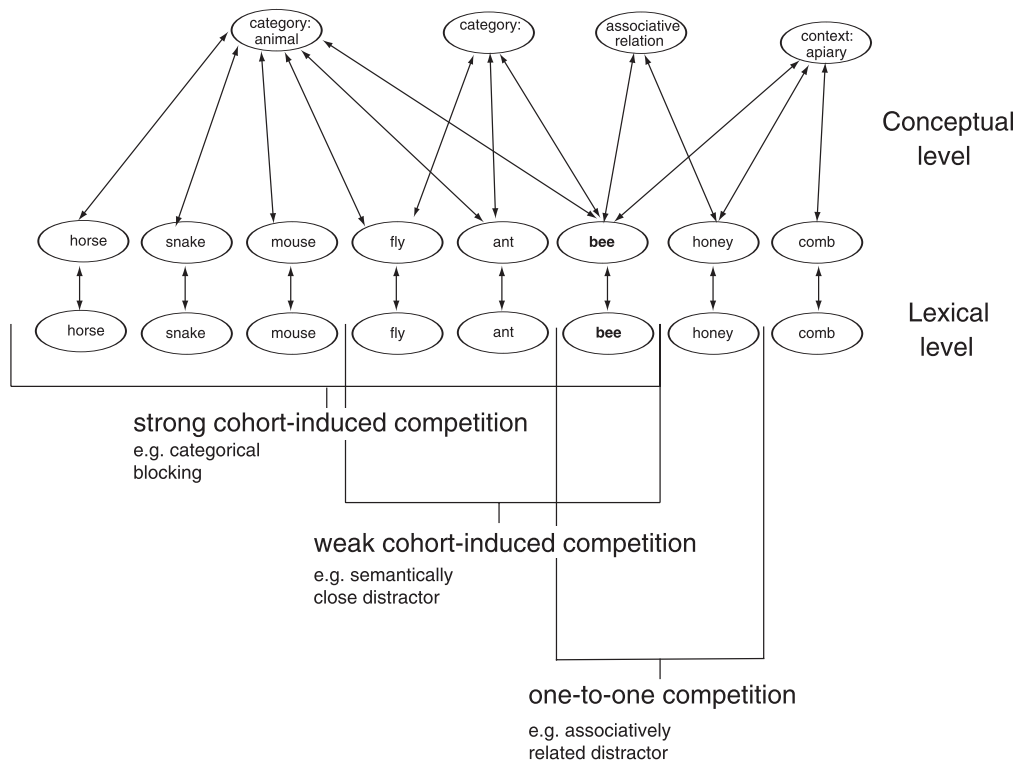 category:
animal
category:
associative
relation
context:
apiary
Conceptual
level
horse
snake
mouse
fly
ant
bee
honey
comb
Lexical
level
horse
snake
mouse
fly
ant
bee
honey
comb
strong cohort-induced competition
e.g. categorical
blocking
weak cohort-induced competition
e.g. semantically
close distractor
one-to-one competition
e.g. associatively
related distractor